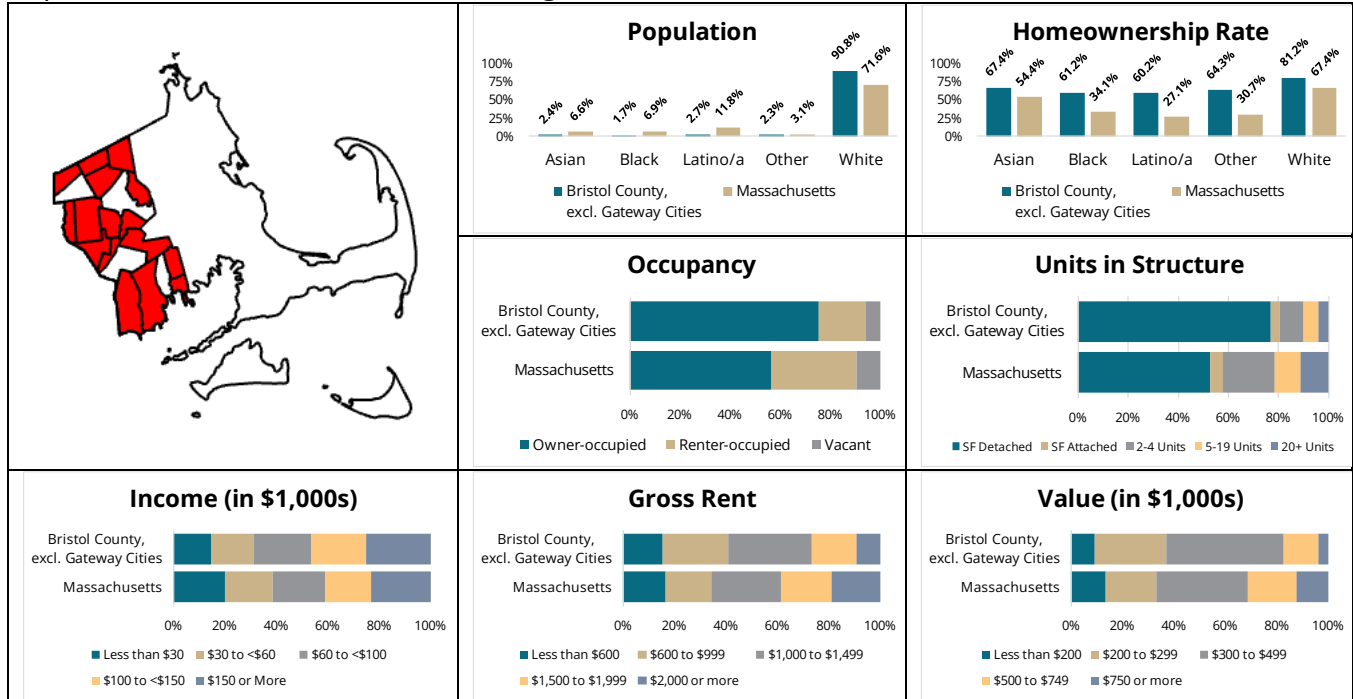 Population
100%
75%
50%
25%
0%
2.4%
6.6%
1.7%
6.9%
2.7%
11.8%
2.3%
3.1%
90.8%
71.6%
Asian Black Latino/a Other White
Bristol County, excl. Gateway Cities
Massachusetts
Homeownership Rate
100%
75%
50%
25%
0%
67.4%
54.4%
61.2%
34.1%
60.2%
27.1%
64.3%
30.7%
81.2%
67.4%
Asian Black Latino/a Other White
Bristol County, excl. Gateway Cities
Massachusetts
Occupancy
Bristol County,
excl. Gateway Cities
Massachusetts
0% 20% 40% 60% 80% 100%
Owner-occupied Renter-occupied Vacant
Units in Structure
Bristol County,
excl. Gateway Cities
Massachusetts
0% 20% 40% 60% 80% 100%
SF Detached SF Attached 2-4 Units 5-19 Units 20+ Units
Income (in $1,000s)
Bristol County,
excl. Gateway Cities
Massachusetts
0% 20% 40% 60% 80% 100%
Less than $30 $30 to <$60 $60 to <$100
$100 to <$150 $150 or More
Gross Rent
Bristol County,
excl. Gateway Cities
Massachusetts
0% 20% 40% 60% 80% 100%
Less than $600 $600 to $999 $1,000 to $1,499
$1,500 to $1,999 $2,000 or more
Value (in $1,000s)
Bristol County,
excl. Gateway Cities
Massachusetts
0% 20% 40% 60% 80% 100%
Less than $200 $200 to $299 $300 to $499
$500 to $749 $750 or more